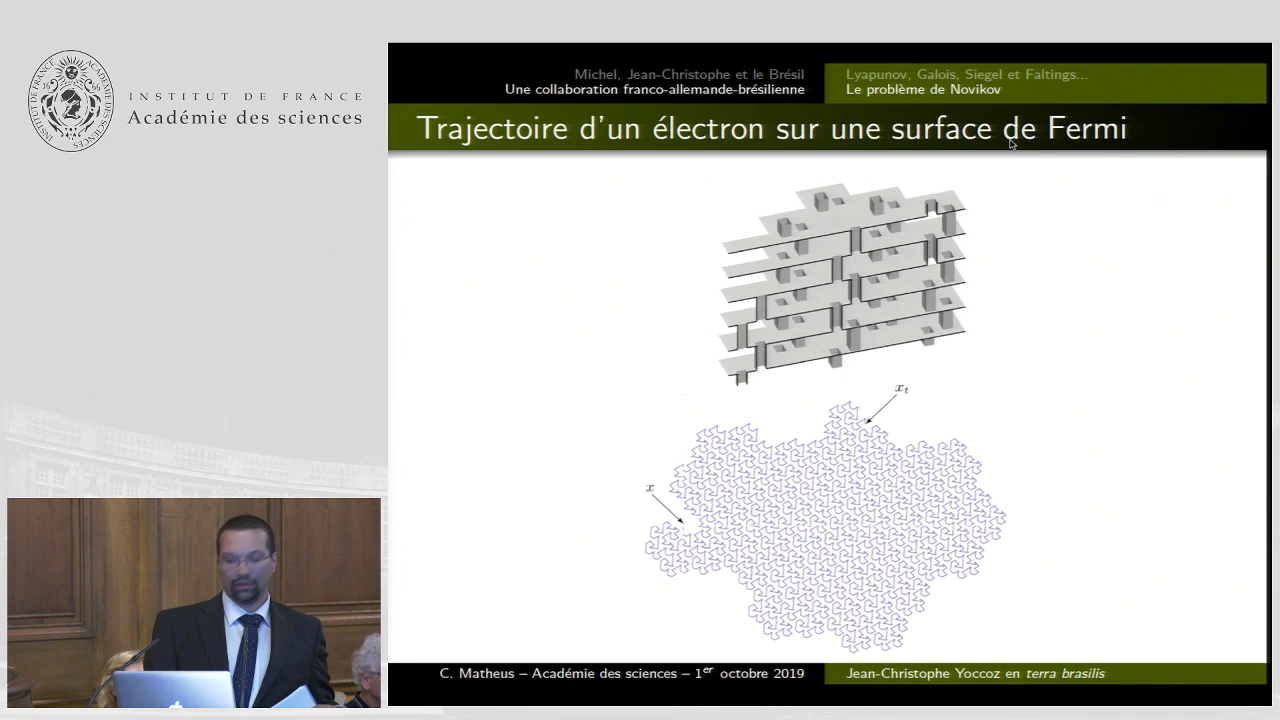 INSTITUT DE FRANCE
Académie des sciences
Michel, Jean-Christophe et le Brésil
Une collaboration franco-allemande-brésilienne
Lyapunov, Galois, Siegel et Faltings...
Le problème de Novikov
Trajectoire d'un électron sur une surface de Fermi
x_t
x
C. Matheus – Académie des sciences – 1er octobre 2019
Jean-Christophe Yoccoz en terra brasilis